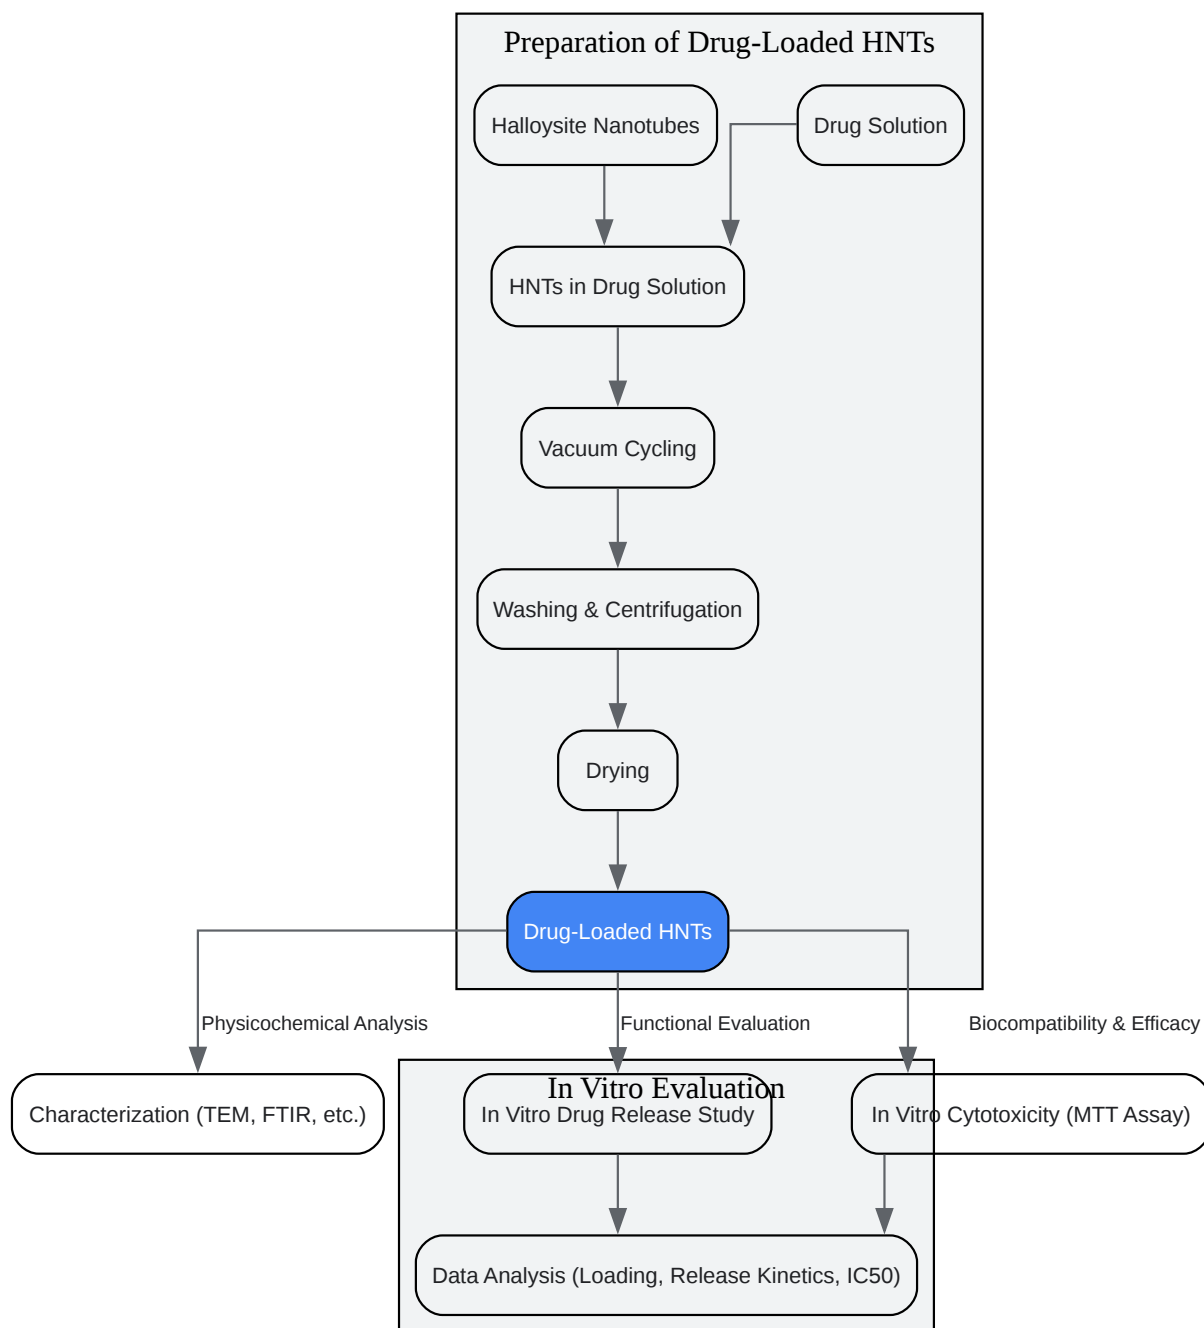 Preparation of Drug-Loaded HNTs
Halloysite Nanotubes
Drug Solution
HNTs in Drug Solution
Vacuum Cycling
Washing & Centrifugation
Drying
Drug-Loaded HNTs
Physicochemical Analysis
Functional Evaluation
Biocompatibility & Efficacy
In Vitro Evaluation
Characterization (TEM, FTIR, etc.)
In Vitro Drug Release Study
In Vitro Cytotoxicity (MTT Assay)
Data Analysis (Loading, Release Kinetics, IC50)